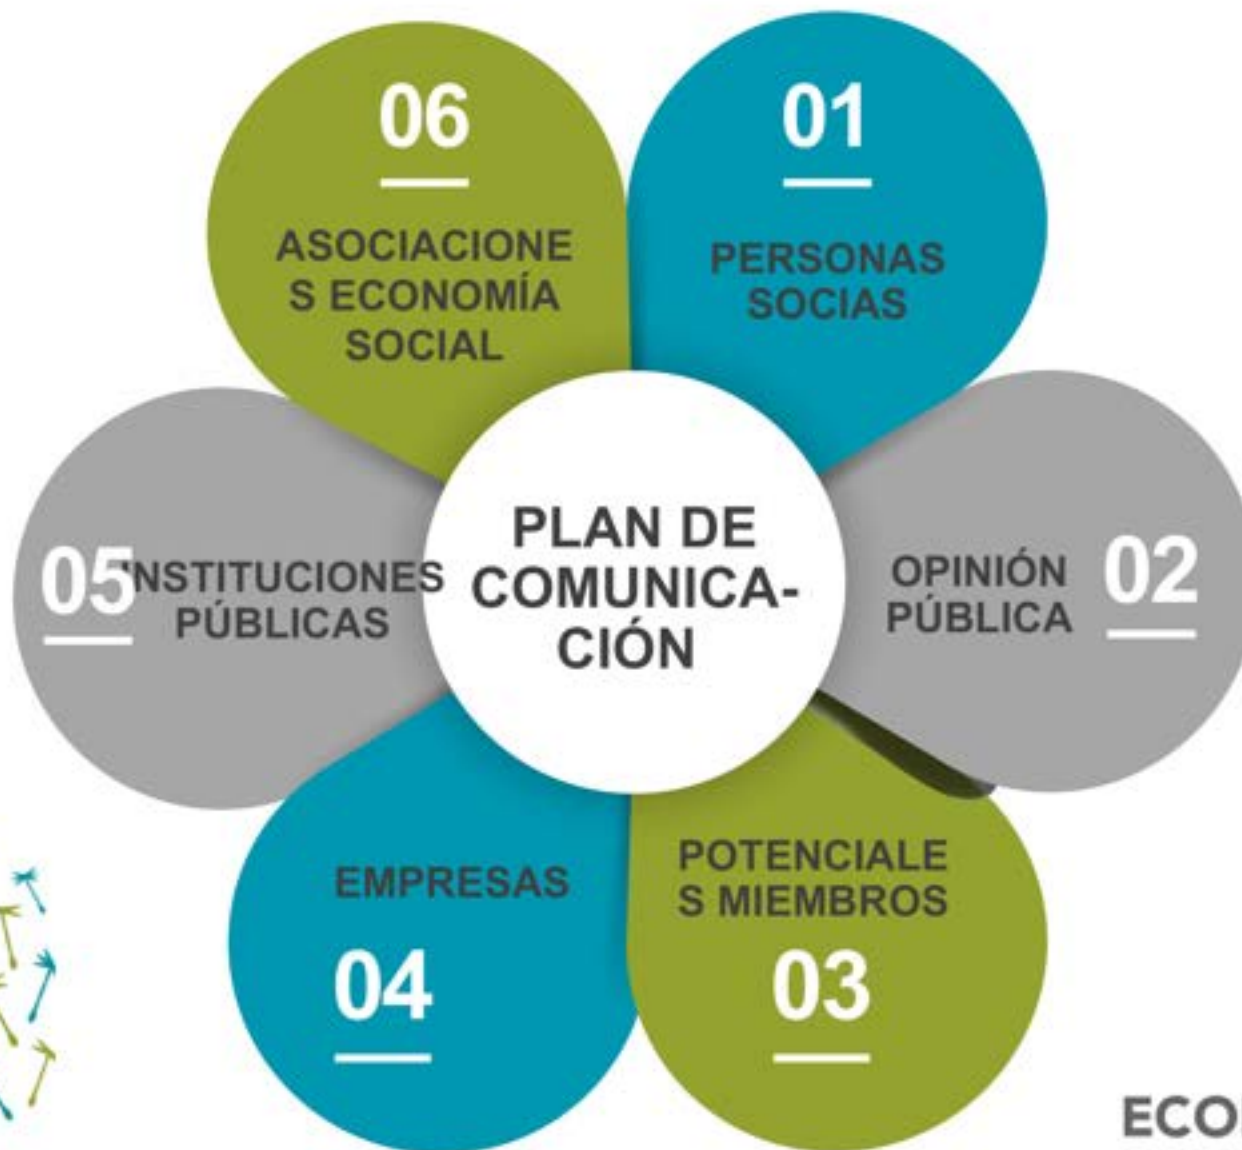 06
ASOCIACIONE
S ECONOMÍA
SOCIAL
01
PERSONAS
SOCIAS
02
OPINIÓN
PÚBLICA
03
POTENCIALE
S MIEMBROS
04
EMPRESAS
05
INSTITUCIONES
PÚBLICAS
PLAN DE
COMUNICA-
CIÓN